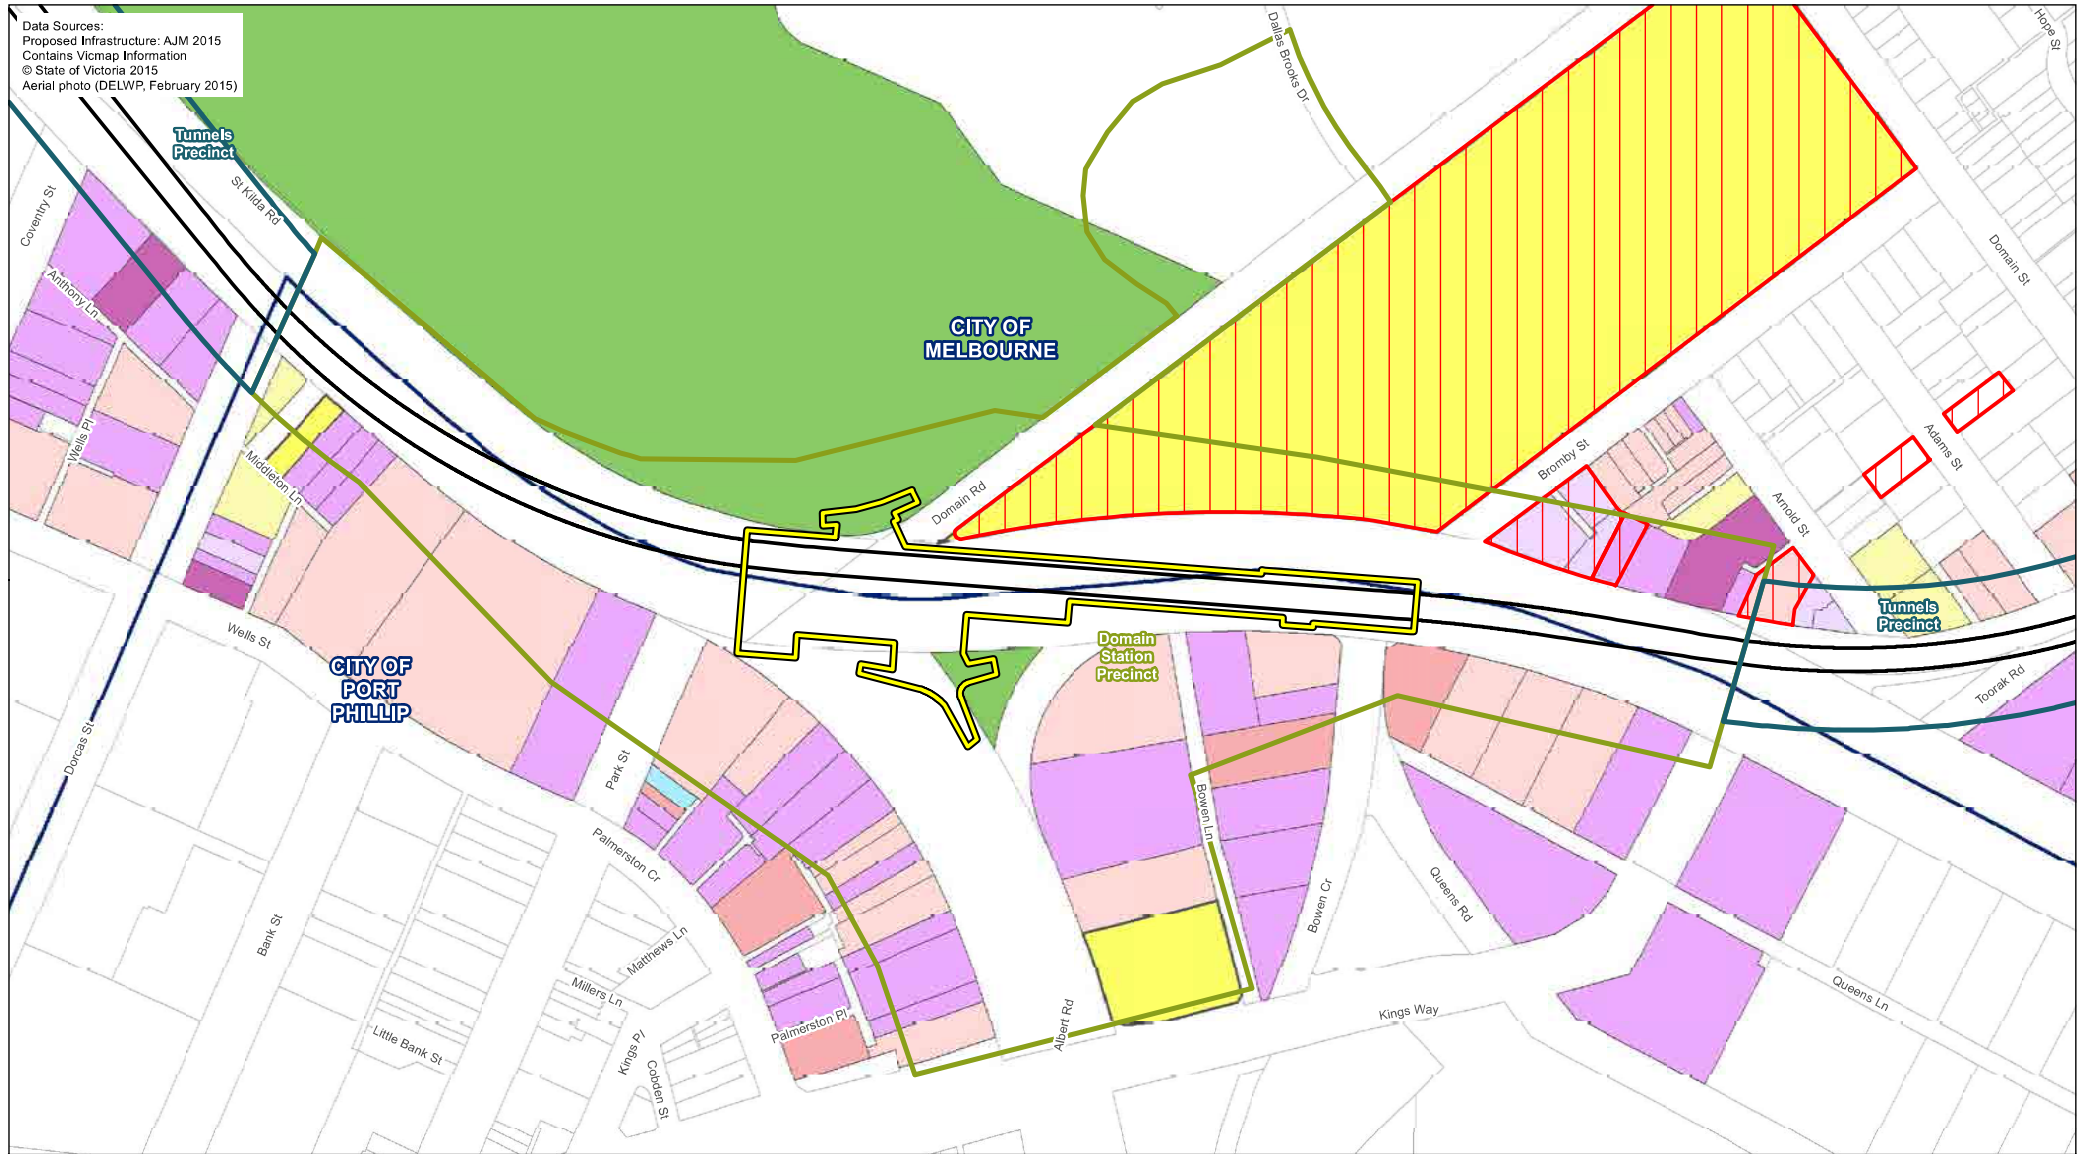 Data Sources:
Proposed Infrastructure: AJM 2015
Contains Vicmap Information
© State of Victoria 2015
Aerial photo (DELWP, February 2015)
Hope St
Dallas Brooks Dr
Tunnels
Precinct
St Kilda Rd
Coventry St
Domain St
Anthony Ln
CITY OF
MELBOURNE
Wells Pl
Middleton Ln
Bromby St
Adams St
Domain Rd
Arnold St
Tunnels
Precinct
Wells St
CITY OF
PORT
PHILLIP
Domain
Station
Precinct
Toorak Rd
Dorcas St
Park St
Bowen Ln
Palmerston Cr
Queens Rd
Bowen Cr
Bank St
Matthews Ln
Millers Ln
Queens Ln
Kings Way
Palmerston Pl
Albert Rd
Little Bank St
Kings Pl
Cobden St